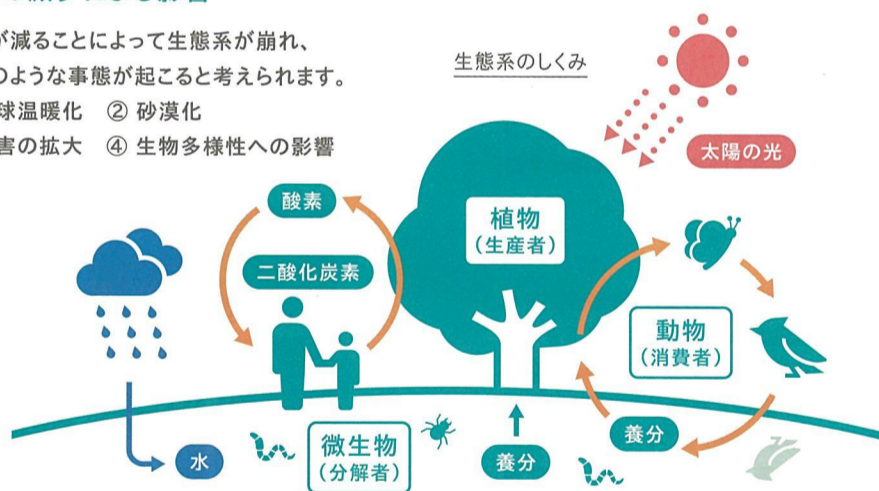 が減ることによって生態系が崩れ、
のような事態が起こると考えられます。
球温暖化 ② 砂漠化
害の拡大 ④ 生物多様性への影響
生態系のしくみ
太陽の光
酸素
二酸化炭素
植物
(生産者)
動物
(消費者)
微生物
(分解者)
水
養分
養分